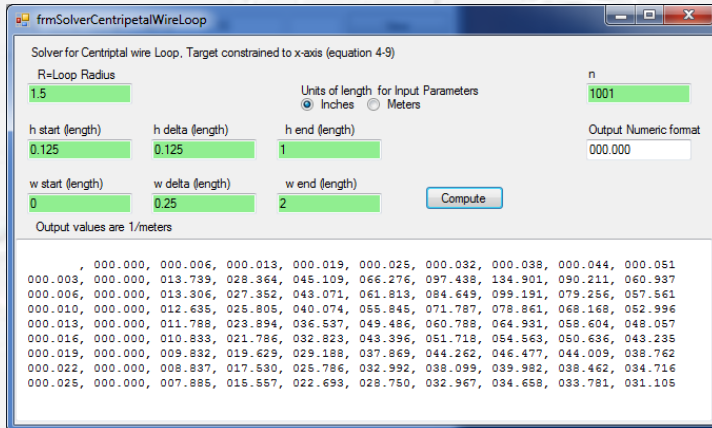 frmSolverCentripetalWireLoop
Solver for Centriptal wire Loop, Target constrained to x-axis (equation 4-9)
R=Loop Radius
1.5
Units of length for Input Parameters
Inches Meters
n
1001
h start (length) h delta (length) h end (length) Output Numeric format
0.125 0.125 1 000.000
w start (length) w delta (length) w end (length)
0 0.25 2 Compute
Output values are 1/meters
, 000.000, 000.006, 000.013, 000.019, 000.025, 000.032, 000.038, 000.044, 000.051
000.003, 000.000, 013.739, 028.364, 045.109, 066.276, 097.438, 134.901, 090.211, 060.937
000.006, 000.000, 013.306, 027.352, 043.071, 061.813, 084.649, 099.191, 079.256, 057.561
000.010, 000.000, 012.635, 025.805, 040.074, 055.845, 071.787, 078.861, 068.168, 052.996
000.013, 000.000, 011.788, 023.894, 036.537, 049.486, 060.788, 064.931, 058.604, 048.057
000.016, 000.000, 010.833, 021.786, 032.823, 043.396, 051.718, 054.563, 050.636, 043.235
000.019, 000.000, 009.832, 019.629, 029.188, 037.869, 044.262, 046.477, 044.009, 038.762
000.022, 000.000, 008.837, 017.530, 025.786, 032.992, 038.099, 039.982, 038.462, 034.716
000.025, 000.000, 007.885, 015.557, 022.693, 028.750, 032.967, 034.658, 033.781, 031.105